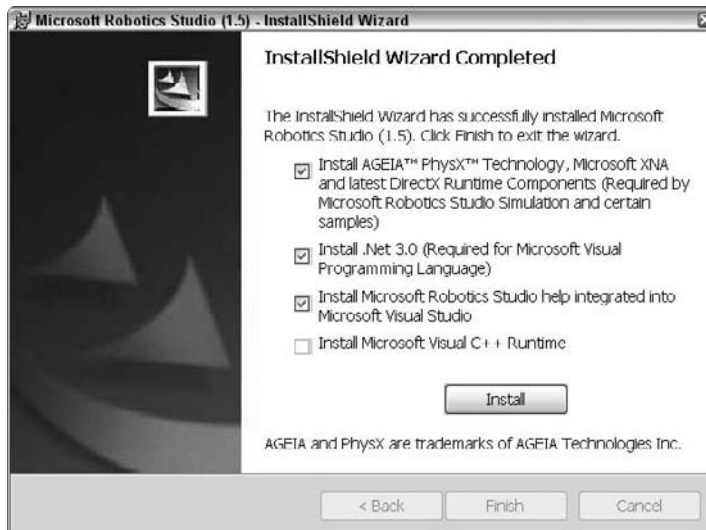 Microsoft Robotics Studio (1.5) - InstallShield Wizard
InstallShield Wizard Completed
The InstallShield Wizard has successfully installed Microsoft
Robotics Studio (1.5). Click Finish to exit the wizard.
Install AGEIA™ PhysX™ Technology, Microsoft XNA
and latest DirectX Runtime Components (Required by
Microsoft Robotics Studio Simulation and certain
samples)
Install .Net 3.0 (Required for Microsoft Visual
Programming Language)
Install Microsoft Robotics Studio help integrated into
Microsoft Visual Studio
Install Microsoft Visual C++ Runtime
Install
AGEIA and PhysX are trademarks of AGEIA Technologies Inc.
< Back
Finish
Cancel